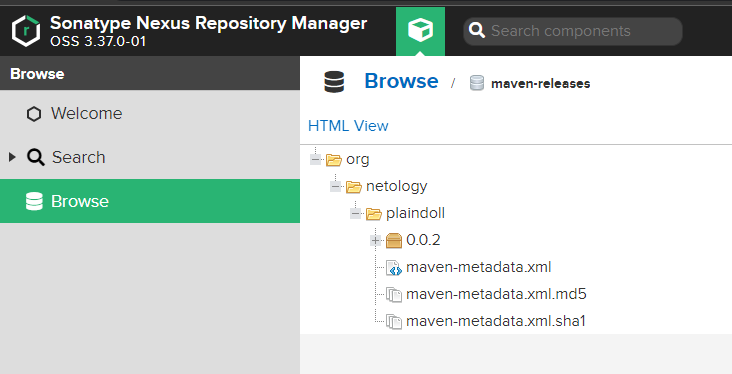 Sonatype Nexus Repository Manager
OSS 3.37.0-01
Search components
Browse
Welcome
Search
Browse
Browse / maven-releases
HTML View
org
netology
plaindoll
0.0.2
maven-metadata.xml
maven-metadata.xml.md5
maven-metadata.xml.sha1